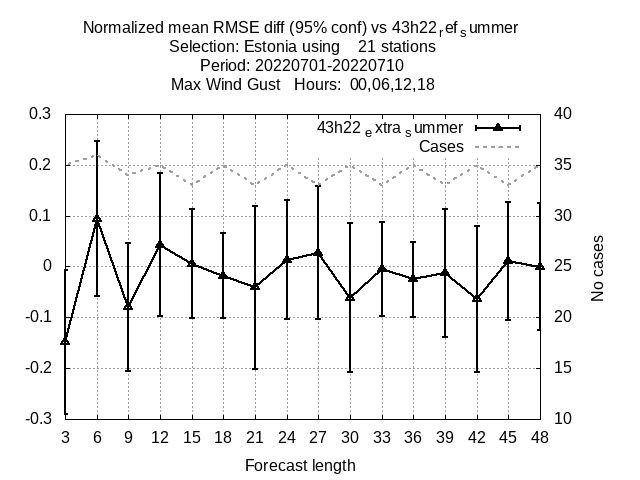 Normalized mean RMSE diff (95% conf) vs 43h22refsummer
Selection: Estonia using 21 stations
Period: 20220701-20220710
Max Wind Gust Hours: 00,06,12,18
43h22extrasummer
Cases
0.3
0.2
0.1
0
-0.1
-0.2
-0.3
40
35
30
25
20
15
10
No cases
3 6 9 12 15 18 21 24 27 30 33 36 39 42 45 48
Forecast length